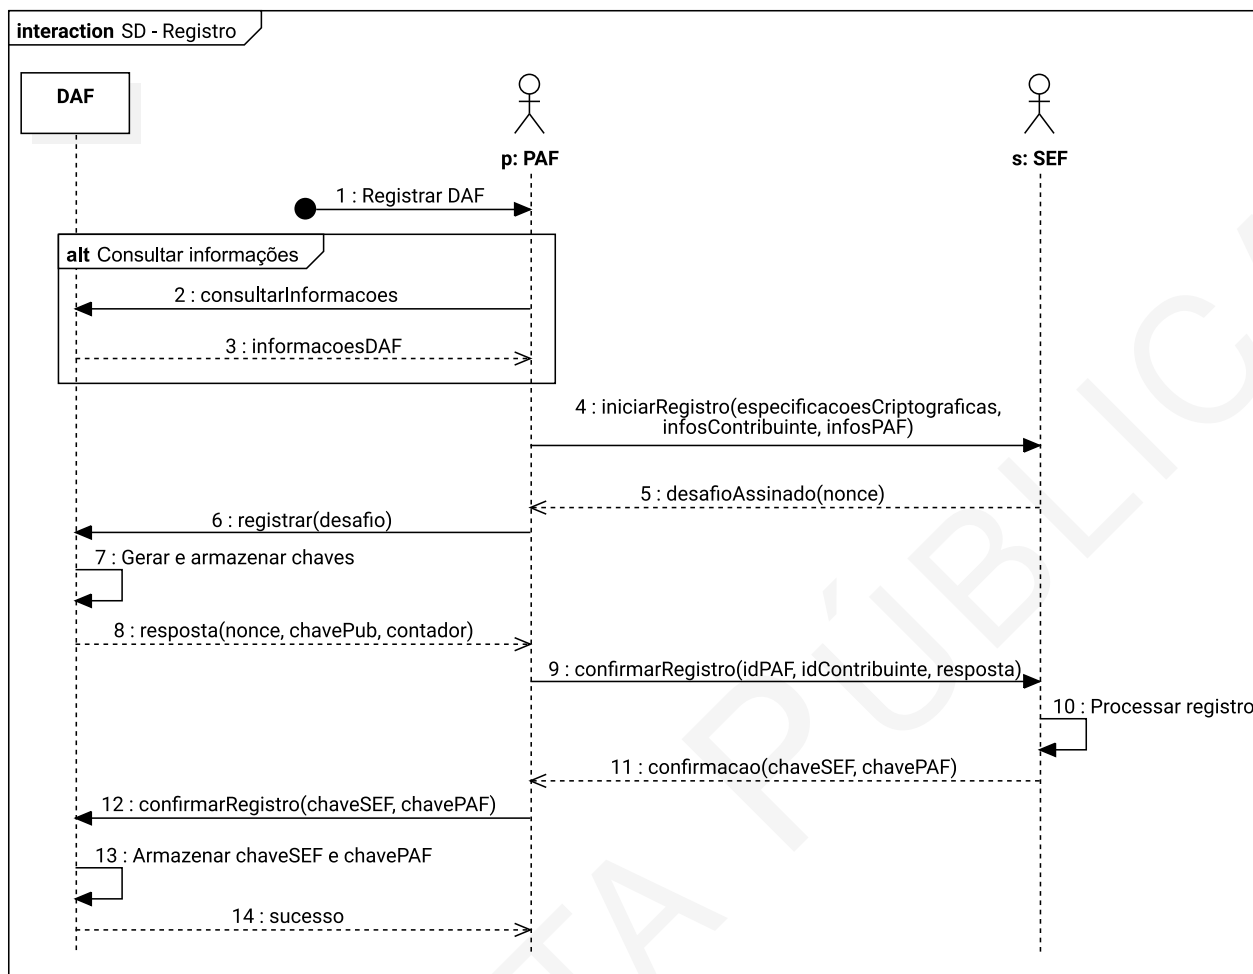 interaction SD - Registro
DAF
p: PAF
s: SEF
1 : Registrar DAF
alt Consultar informações
2 : consultarInformacoes
3 : informacoesDAF
4 : iniciarRegistro(especificacoesCriptograficas,
infosContribuinte, infosPAF)
5 : desafioAssinado(nonce)
6 : registrar(desafio)
7 : Gerar e armazenar chaves
8 : resposta(nonce, chavePub, contador)
9 : confirmarRegistro(idPAF, idContribuinte, resposta)
10 : Processar registro
11 : confirmacao(chaveSEF, chavePAF)
12 : confirmarRegistro(chaveSEF, chavePAF)
13 : Armazenar chaveSEF e chavePAF
14 : sucesso
TA PÚBLICA